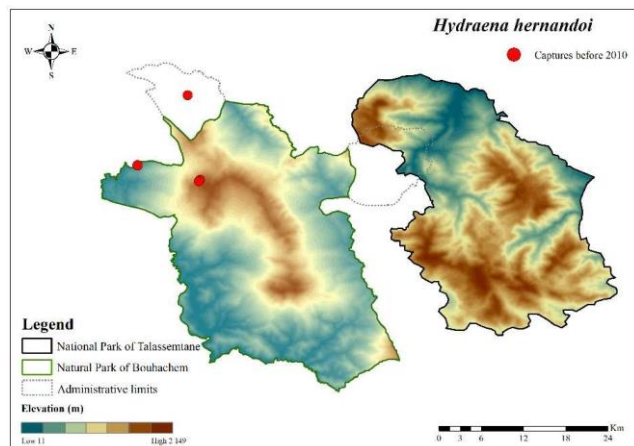 Hydraena hernandoi
Captures before 2010
N
W E
S
Legend
National Park of Talassemtane
Natural Park of Bouhachem
Administrative limits
Elevation (m)
Low 11 High 2 149
Km
0 3 6 12 18 24